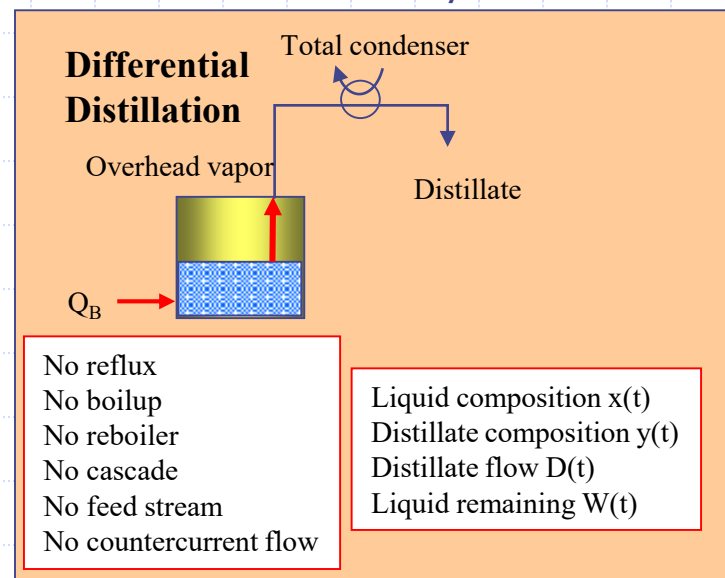 Differential
Distillation
Total condenser
Overhead vapor
Distillate
QB
No reflux
No boilup
No reboiler
No cascade
No feed stream
No countercurrent flow
Liquid composition x(t)
Distillate composition y(t)
Distillate flow D(t)
Liquid remaining W(t)